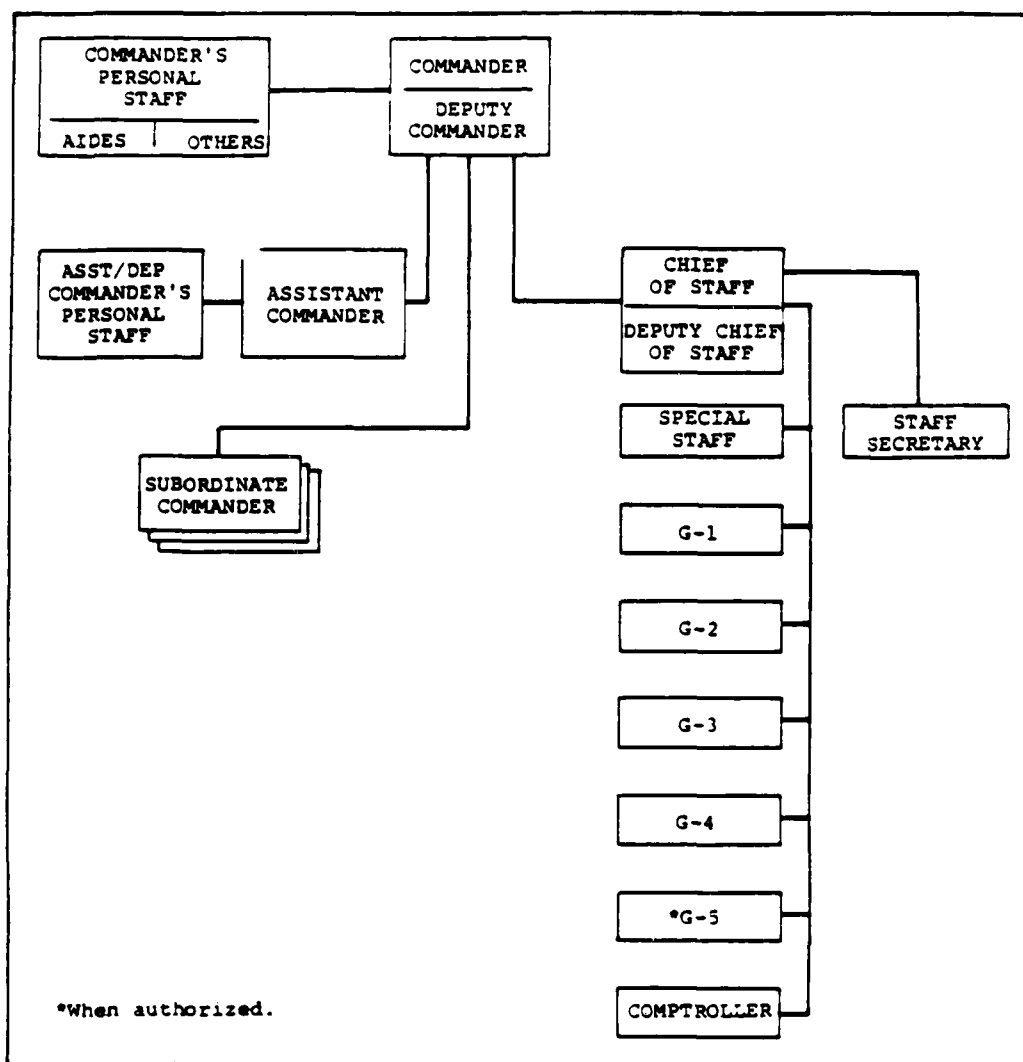 COMMANDER'S
PERSONAL
STAFF
AIDES
OTHERS
COMMANDER
DEPUTY
COMMANDER
ASST/DEP
COMMANDER'S
PERSONAL
STAFF
ASSISTANT
COMMANDER
CHIEF
OF STAFF
DEPUTY CHIEF
OF STAFF
SPECIAL
STAFF
STAFF
SECRETARY
SUBORDINATE
COMMANDER
G-1
G-2
G-3
G-4
*G-5
COMPTROLLER
*When authorized.